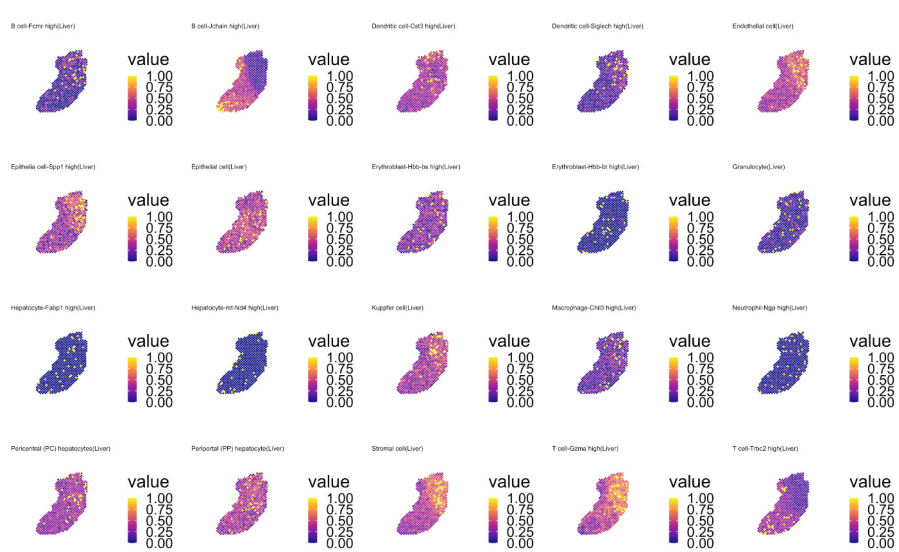 B cell-Fcmr high(Liver)
B cell-Jchain high(Liver)
Dendritic cell-Cst3 high(Liver)
Dendritic cell-Siglech high(Liver)
Endothelial cell(Liver)
value
1.00
0.75
0.50
0.25
0.00
value
1.00
0.75
0.50
0.25
0.00
value
1.00
0.75
0.50
0.25
0.00
value
1.00
0.75
0.50
0.25
0.00
value
1.00
0.75
0.50
0.25
0.00
Epithelia cell-Spp1 high(Liver)
Epithelial cell(Liver)
Erythroblast-Hbb-bs high(Liver)
Erythroblast-Hbb-bt high(Liver)
Granulocyte(Liver)
value
1.00
0.75
0.50
0.25
0.00
value
1.00
0.75
0.50
0.25
0.00
value
1.00
0.75
0.50
0.25
0.00
value
1.00
0.75
0.50
0.25
0.00
value
1.00
0.75
0.50
0.25
0.00
Hepatocyte-Fabp1 high(Liver)
Hepatocyte-mt-Nd4 high(Liver)
Kupffer cell(Liver)
Macrophage-Chil3 high(Liver)
Neutrophil-Ngp high(Liver)
value
1.00
0.75
0.50
0.25
0.00
value
1.00
0.75
0.50
0.25
0.00
value
1.00
0.75
0.50
0.25
0.00
value
1.00
0.75
0.50
0.25
0.00
value
1.00
0.75
0.50
0.25
0.00
Pericentral (PC) hepatocytes(Liver)
Periportal (PP) hepatocyte(Liver)
Stromal cell(Liver)
T cell-Gzma high(Liver)
T cell-Trbc2 high(Liver)
value
1.00
0.75
0.50
0.25
0.00
value
1.00
0.75
0.50
0.25
0.00
value
1.00
0.75
0.50
0.25
0.00
value
1.00
0.75
0.50
0.25
0.00
value
1.00
0.75
0.50
0.25
0.00